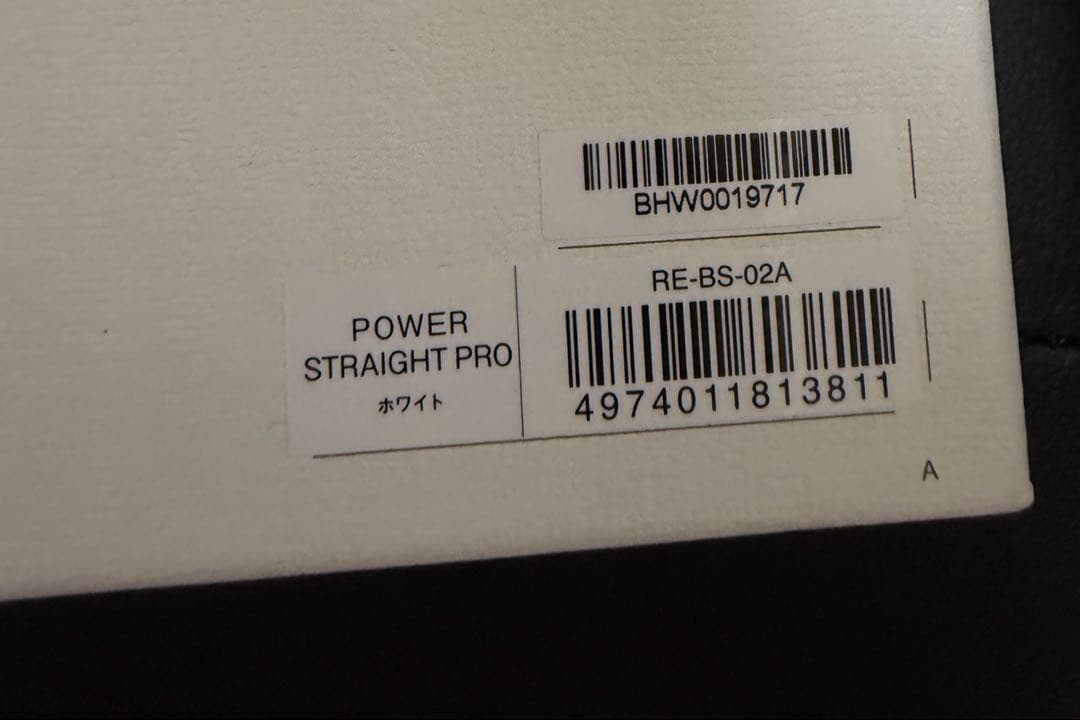 BHW0019717
RE-BS-02A
POWER
STRAIGHT PRO
ホワイト
4974011813811
A